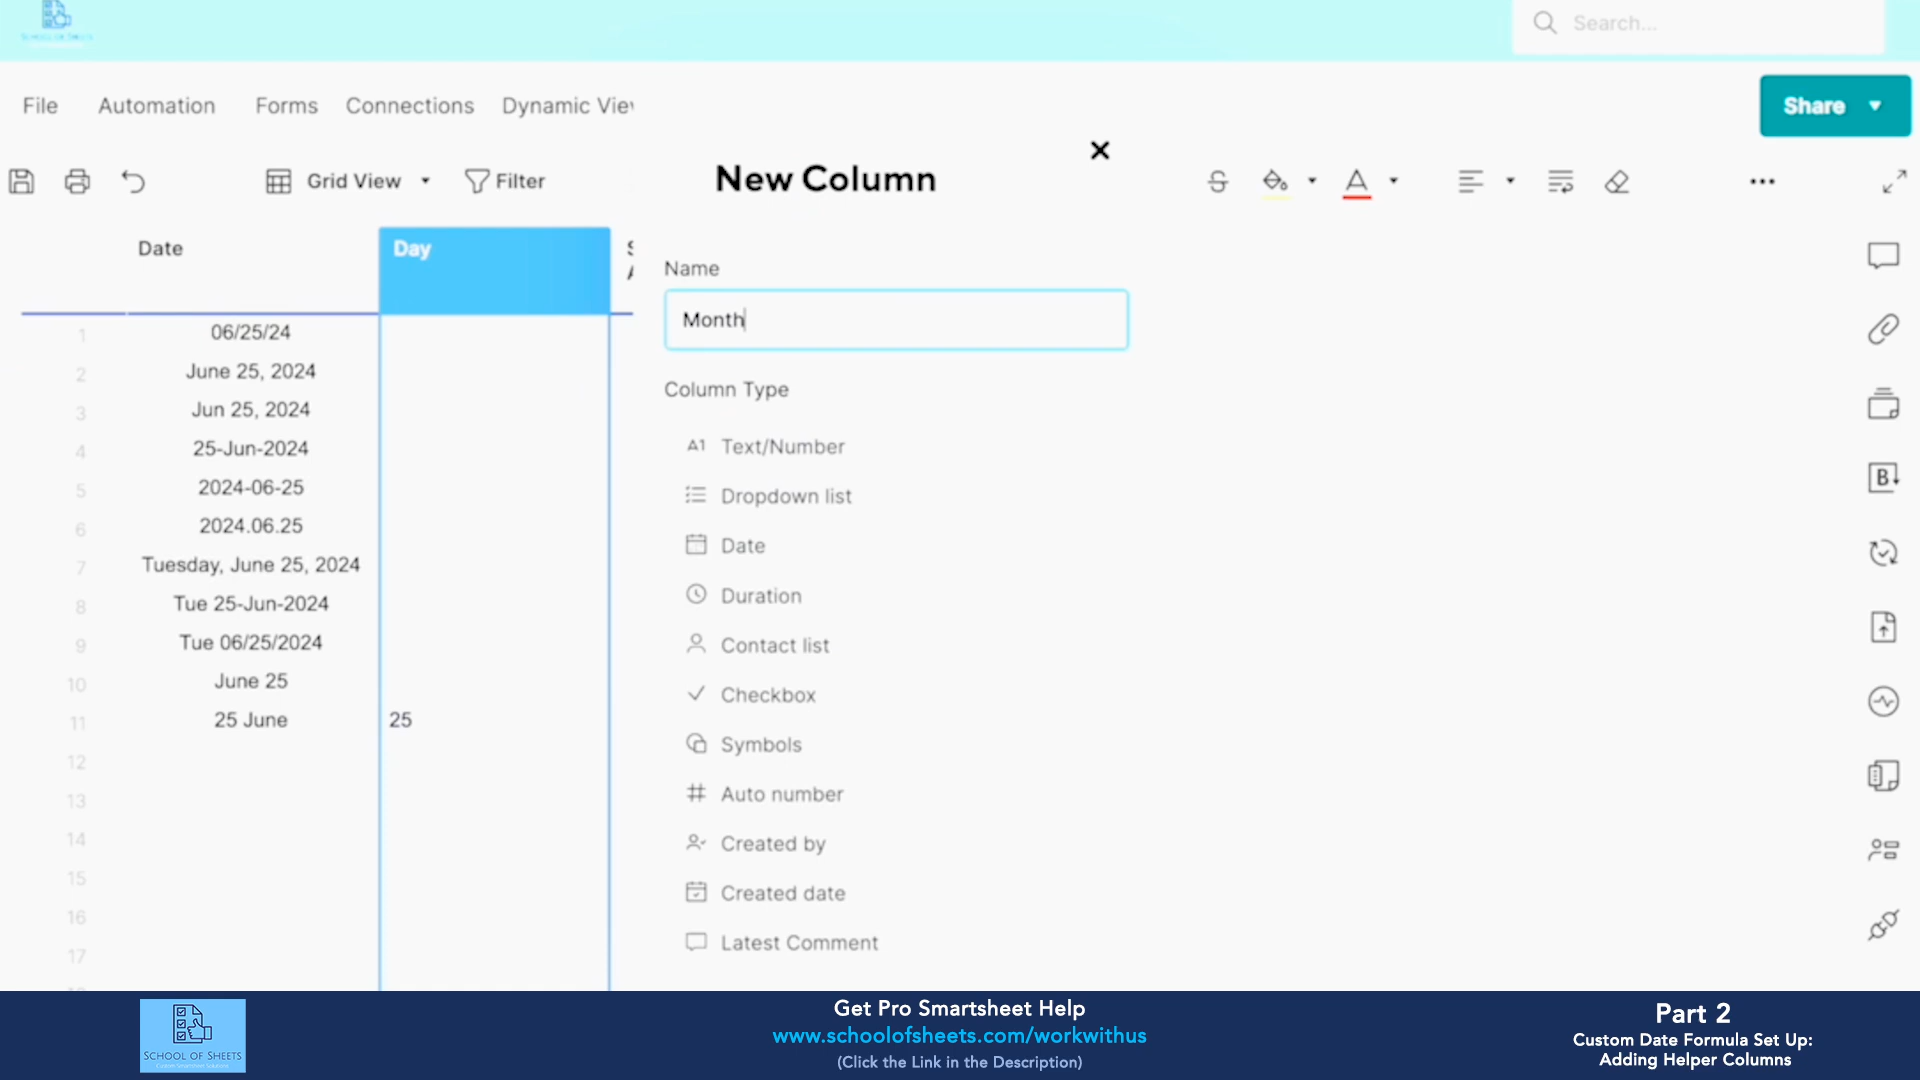 SCHOOL OF SHEETS
Search...
File
Automation
Forms
Connections
Dynamic View
Share
Grid View
Filter
New Column
Date
Day
Name
Month
Column Type
A1 Text/Number
Dropdown list
Date
Duration
Contact list
Checkbox
Symbols
Auto number
Created by
Created date
Latest Comment
1 06/25/24
2 June 25, 2024
3 Jun 25, 2024
4 25-Jun-2024
5 2024-06-25
6 2024.06.25
7 Tuesday, June 25, 2024
8 Tue 25-Jun-2024
9 Tue 06/25/2024
10 June 25
11 25 June 25
12
13
14
15
16
17
SCHOOL OF SHEETS
Get Pro Smartsheet Help
www.schoolofsheets.com/workwithus
(Click the Link in the Description)
Part 2
Custom Date Formula Set Up:
Adding Helper Columns